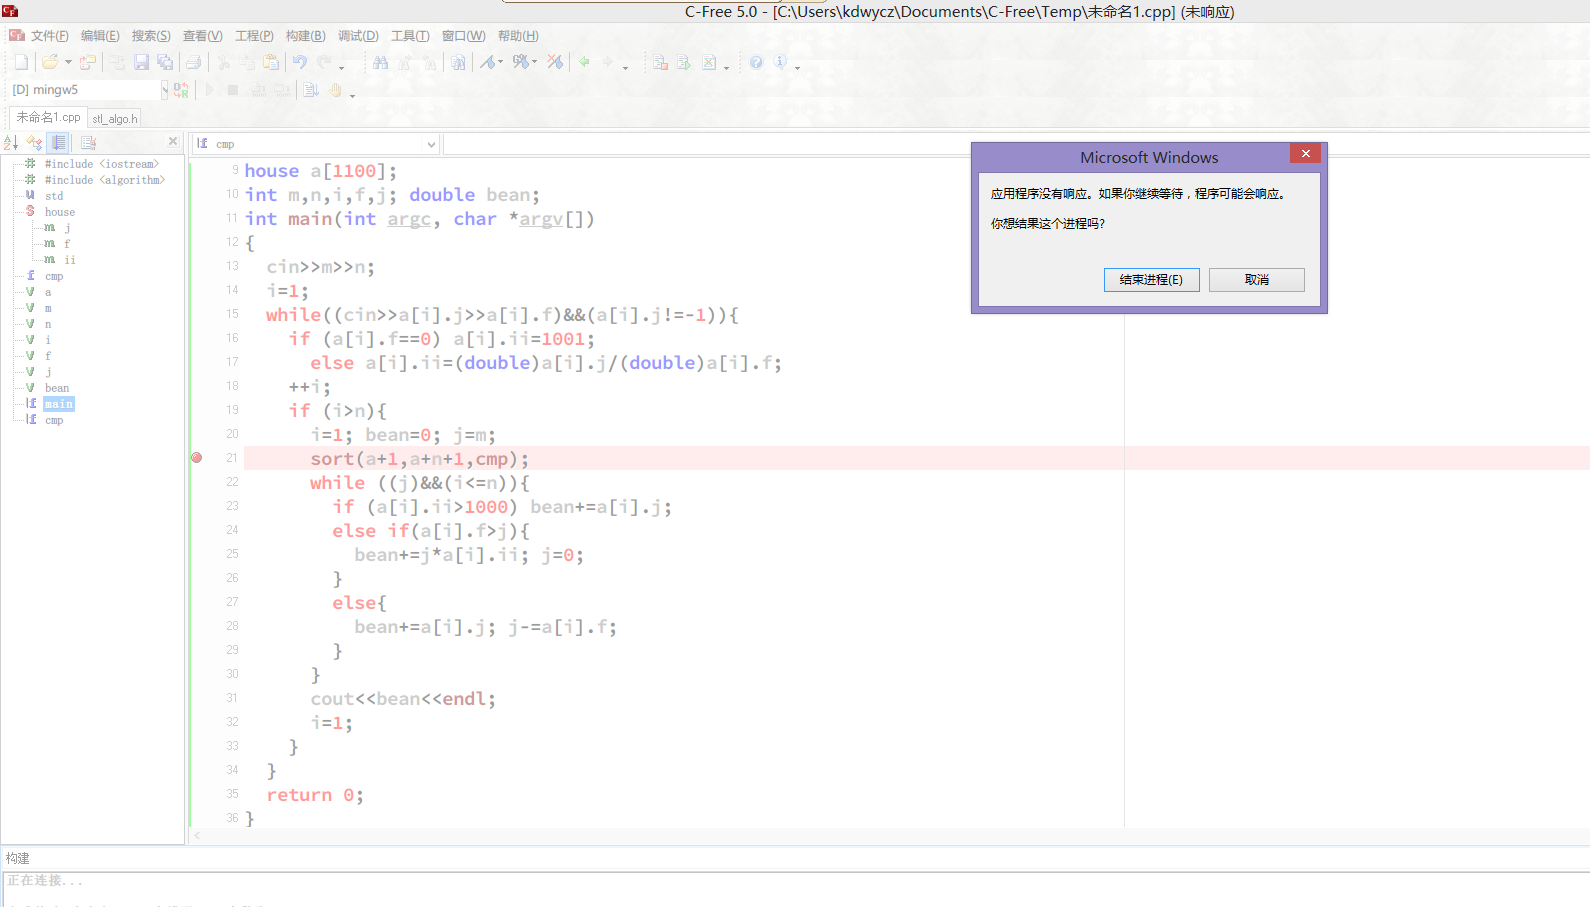 C-Free 5.0 - [C:\Users\kdwycz\Documents\C-Free\Temp\未命名1.cpp] (未响应)
文件(F) 编辑(E) 搜索(S) 查看(V) 工程(P) 构建(B) 调试(D) 工具(T) 窗口(W) 帮助(H)
[D] mingw5
未命名1.cpp stl_algo.h
cmp
#include <iostream>
#include <algorithm>
std
house
j
f
ii
cmp
a
m
n
i
f
j
bean
main
cmp
9 house a[1100];
10 int m,n,i,f,j; double bean;
11 int main(int argc, char *argv[])
12 {
13 cin>>m>>n;
14 i=1;
15 while((cin>>a[i].j>>a[i].f)&&(a[i].j!=-1)){
16 if (a[i].f==0) a[i].ii=1001;
17 else a[i].ii=(double)a[i].j/(double)a[i].f;
18 ++i;
19 if (i>n){
20 i=1; bean=0; j=m;
21 sort(a+1,a+n+1,cmp);
22 while ((j)&&(i<=n)){
23 if (a[i].ii>1000) bean+=a[i].j;
24 else if(a[i].f>j){
25 bean+=j*a[i].ii; j=0;
26 }
27 else{
28 bean+=a[i].j; j-=a[i].f;
29 }
30 }
31 cout<<bean<<endl;
32 i=1;
33 }
34 }
35 return 0;
36 }
Microsoft Windows
应用程序没有响应。如果你继续等待，程序可能会响应。
你想结果这个进程吗?
结束进程(E) 取消
构建
正在连接...